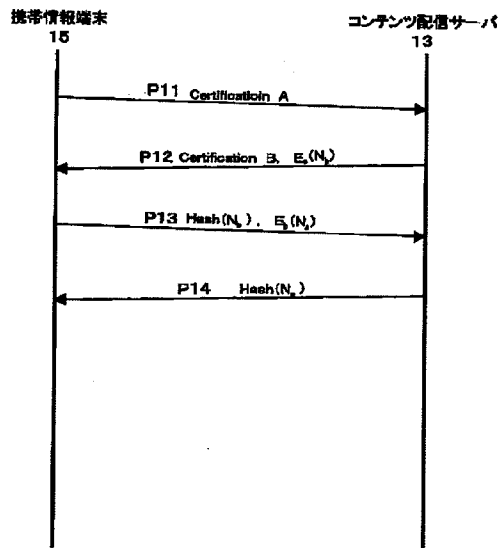 携帯情報端末
15
コンテンツ配信サーバ
13
P11 Certificatioin A
P12 Certification B, Ea(Nb)
P13 Hash(Nb), Eb(Na)
P14 Hash(Na)